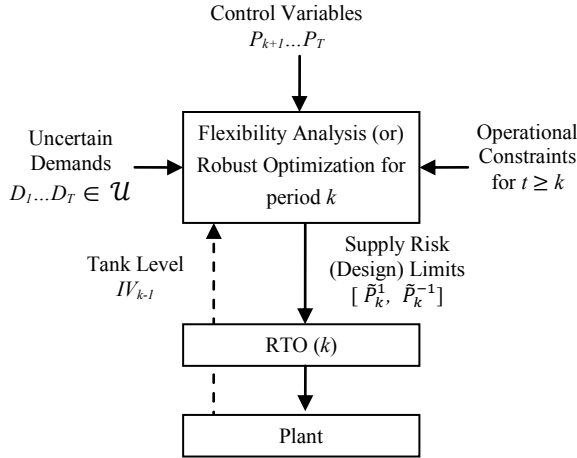 Control Variables
P_{k+1}...P_T
Flexibility Analysis (or)
Robust Optimization for
period k
Uncertain
Demands
D_1...D_T ∈ 𝒰
Operational
Constraints
for t ≥ k
Tank Level
IV_{k-1}
Supply Risk
(Design) Limits
[ P̃_k^1, P̃_k^{-1}]
RTO (k)
Plant